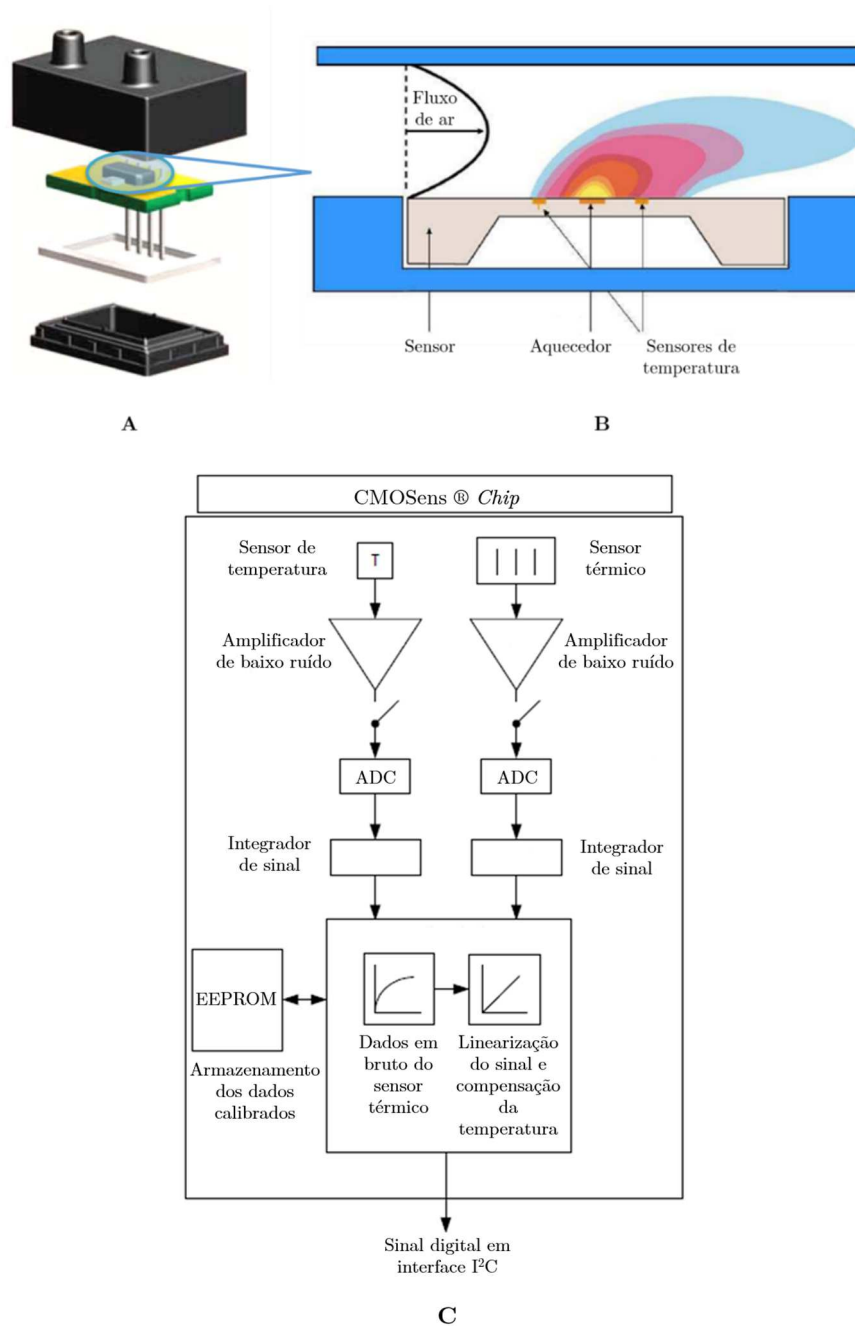 Fluxo
de ar
Sensor
Aquecedor
Sensores de
temperatura
A
B
CMOSens ® Chip
Sensor de
temperatura
T
Sensor
térmico
Amplificador
de baixo ruído
Amplificador
de baixo ruído
ADC
ADC
Integrador
de sinal
Integrador
de sinal
EEPROM
Armazenamento
dos dados
calibrados
Dados em
bruto do
sensor
térmico
Linearização
do sinal e
compensação
da
temperatura
Sinal digital em
interface I²C
C